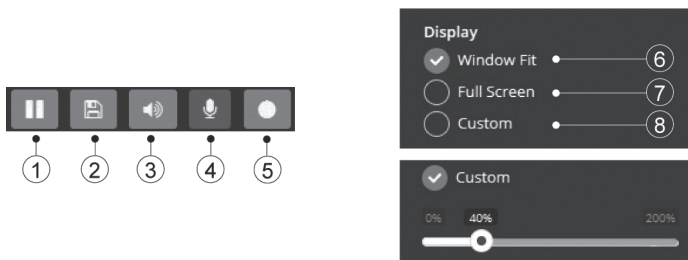 1 2 3 4 5
Display
Window Fit 6
Full Screen 7
Custom 8
Custom
0% 40% 200%